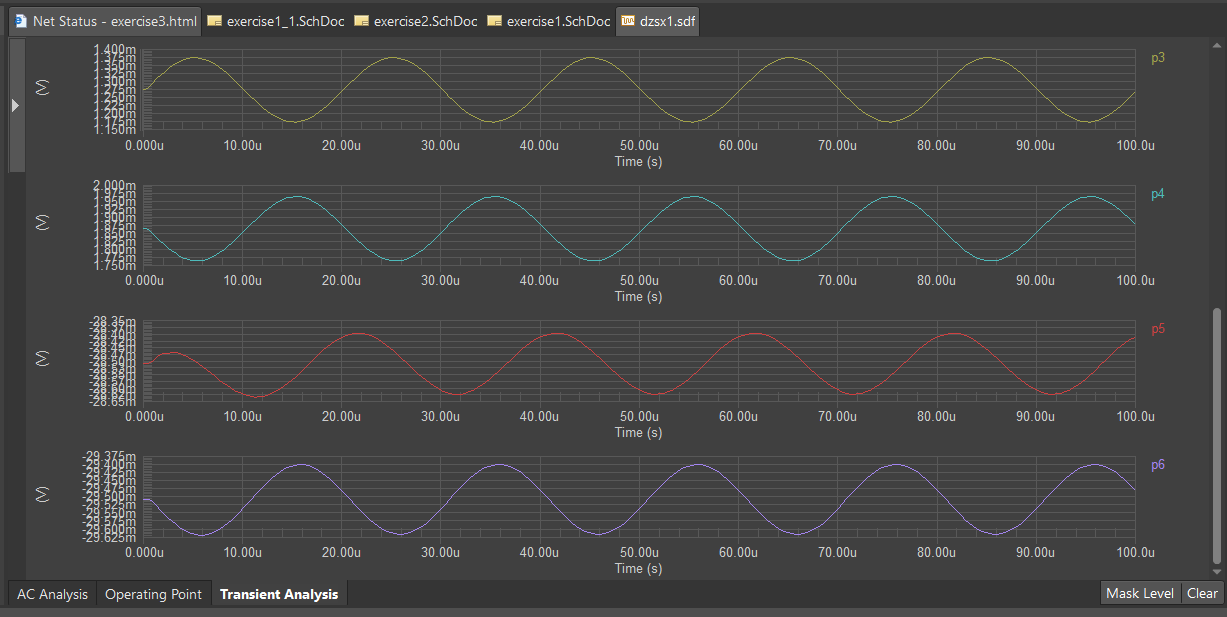 Net Status - exercise3.html exercise1_1.SchDoc exercise2.SchDoc exercise1.SchDoc dzsx1.sdf
1.400m
1.375m
1.350m
1.325m
1.300m
1.275m
1.250m
1.225m
1.200m
1.175m
1.150m
(V)
p3
0.000u 10.00u 20.00u 30.00u 40.00u 50.00u 60.00u 70.00u 80.00u 90.00u 100.0u
Time (s)
2.000m
1.975m
1.950m
1.925m
1.900m
1.875m
1.850m
1.825m
1.800m
1.775m
1.750m
(V)
p4
0.000u 10.00u 20.00u 30.00u 40.00u 50.00u 60.00u 70.00u 80.00u 90.00u 100.0u
Time (s)
-28.35m
-28.37m
-28.40m
-28.42m
-28.45m
-28.47m
-28.50m
-28.52m
-28.55m
-28.57m
-28.60m
-28.62m
-28.65m
(V)
p5
0.000u 10.00u 20.00u 30.00u 40.00u 50.00u 60.00u 70.00u 80.00u 90.00u 100.0u
Time (s)
-29.375m
-29.400m
-29.425m
-29.450m
-29.475m
-29.500m
-29.525m
-29.550m
-29.575m
-29.600m
-29.625m
(V)
p6
0.000u 10.00u 20.00u 30.00u 40.00u 50.00u 60.00u 70.00u 80.00u 90.00u 100.0u
Time (s)
AC Analysis Operating Point Transient Analysis Mask Level Clear